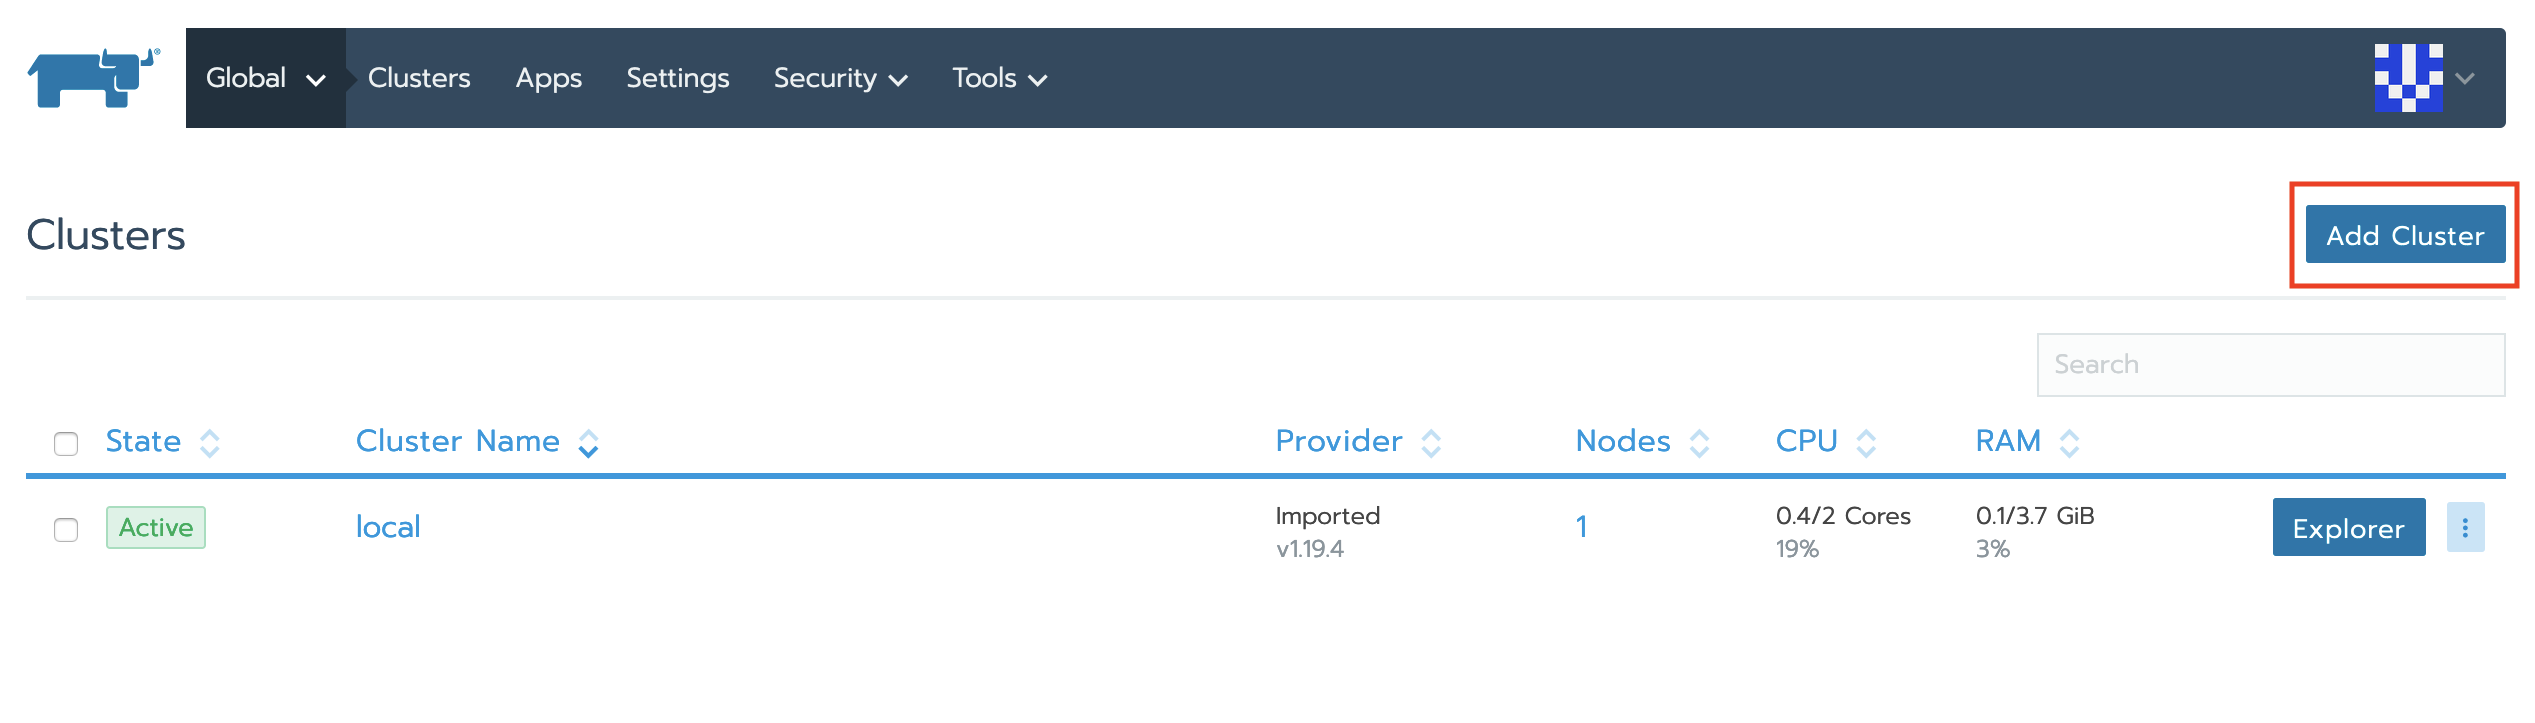 Global Clusters Apps Settings Security Tools
Clusters
Add Cluster
Search
State Cluster Name Provider Nodes CPU RAM
Active local Imported 1 0.4/2 Cores 0.1/3.7 GiB Explorer
v1.19.4 19% 3%